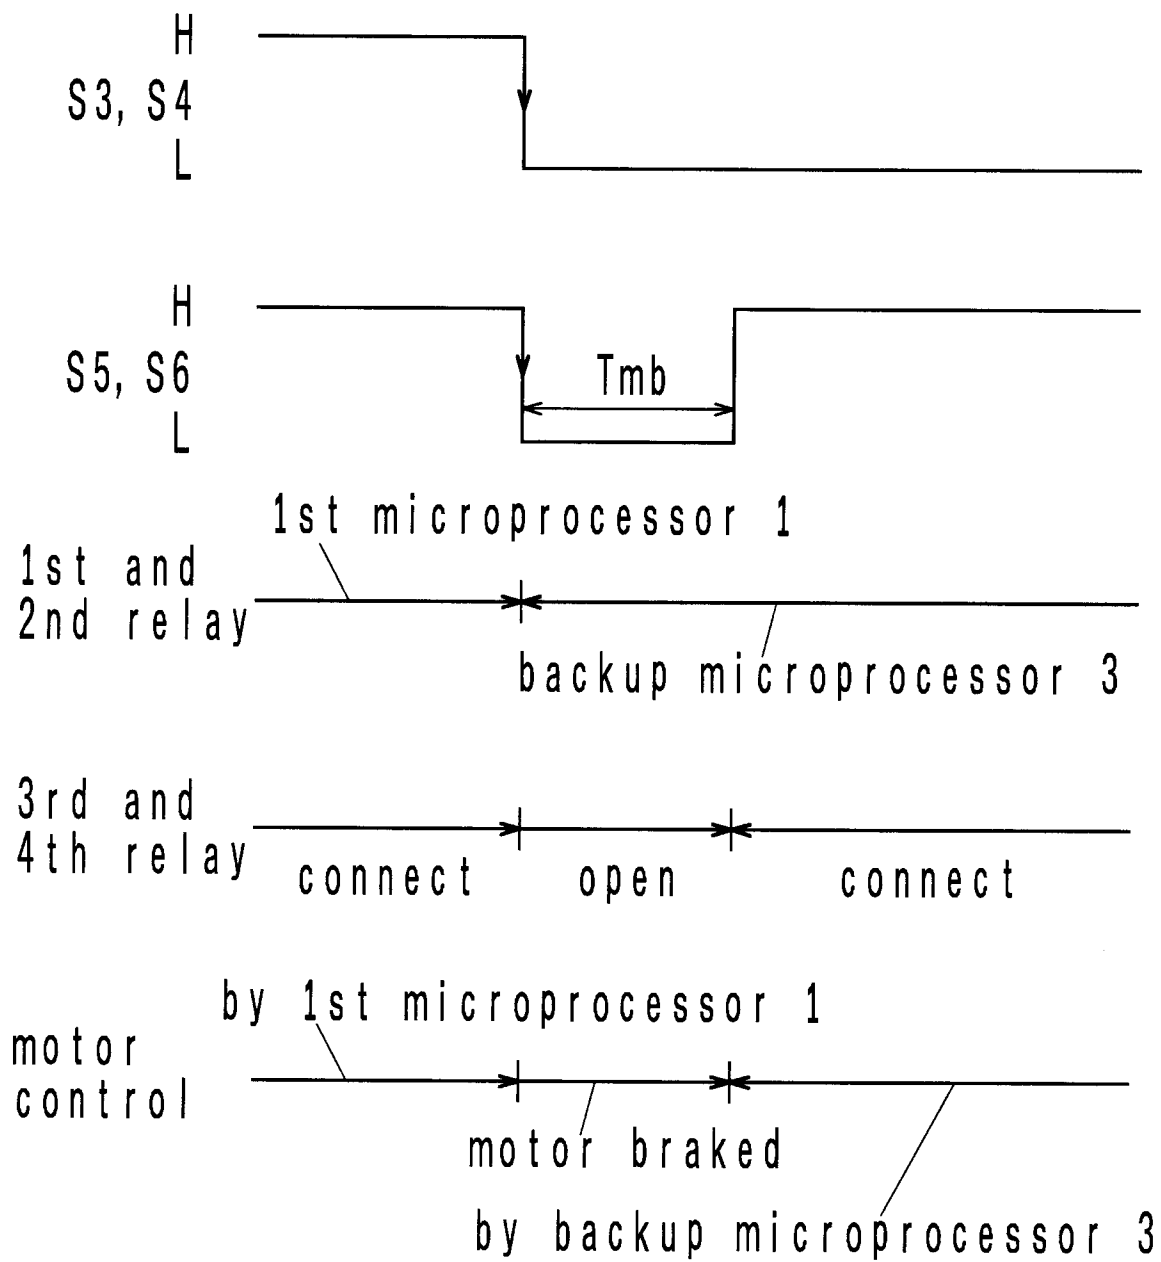 H
S3, S4
L
H
S5, S6
Tmb
L
1st microprocessor 1
1st and
2nd relay
backup microprocessor 3
3rd and
4th relay
connect
open
connect
by 1st microprocessor 1
motor
control
motor braked
by backup microprocessor 3